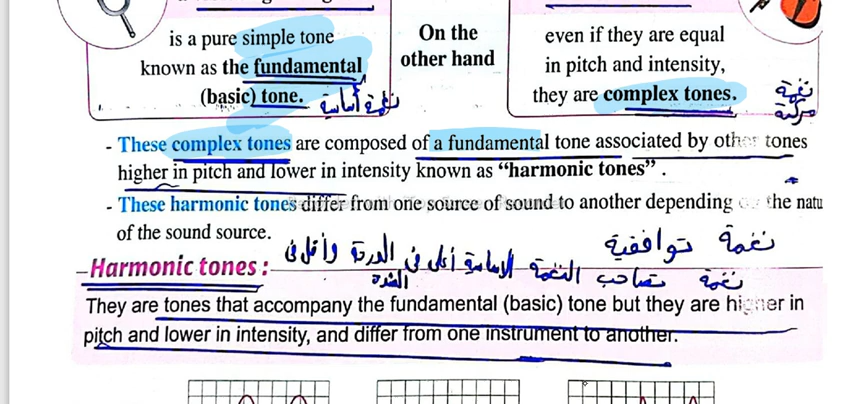 is a pure simple tone
known as the fundamental
(basic) tone.
نغمة أساسية
On the
other hand
even if they are equal
in pitch and intensity,
they are complex tones.
نغمة
مركبة
- These complex tones are composed of a fundamental tone associated by other tones
higher in pitch and lower in intensity known as “harmonic tones” .
- These harmonic tones differ from one source of sound to another depending the natu
of the sound source.
نغمة توافقية
Harmonic tones :
نغمة تصاحب النغمة الاساسية أعلى فى الدرجة وأقل فى
الشدة
They are tones that accompany the fundamental (basic) tone but they are higher in
pitch and lower in intensity, and differ from one instrument to another.